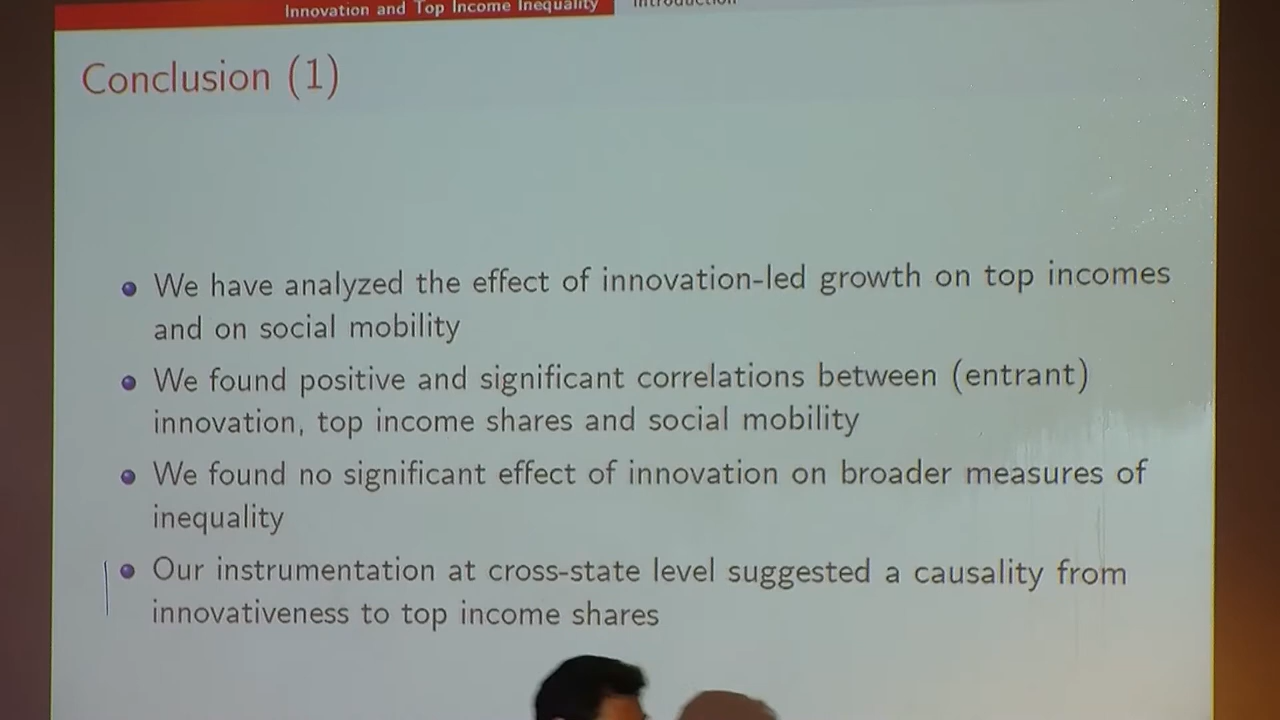 Innovation and Top Income Inequality
Introduction
Conclusion (1)
We have analyzed the effect of innovation-led growth on top incomes
and on social mobility
We found positive and significant correlations between (entrant)
innovation, top income shares and social mobility
We found no significant effect of innovation on broader measures of
inequality
Our instrumentation at cross-state level suggested a causality from
innovativeness to top income shares